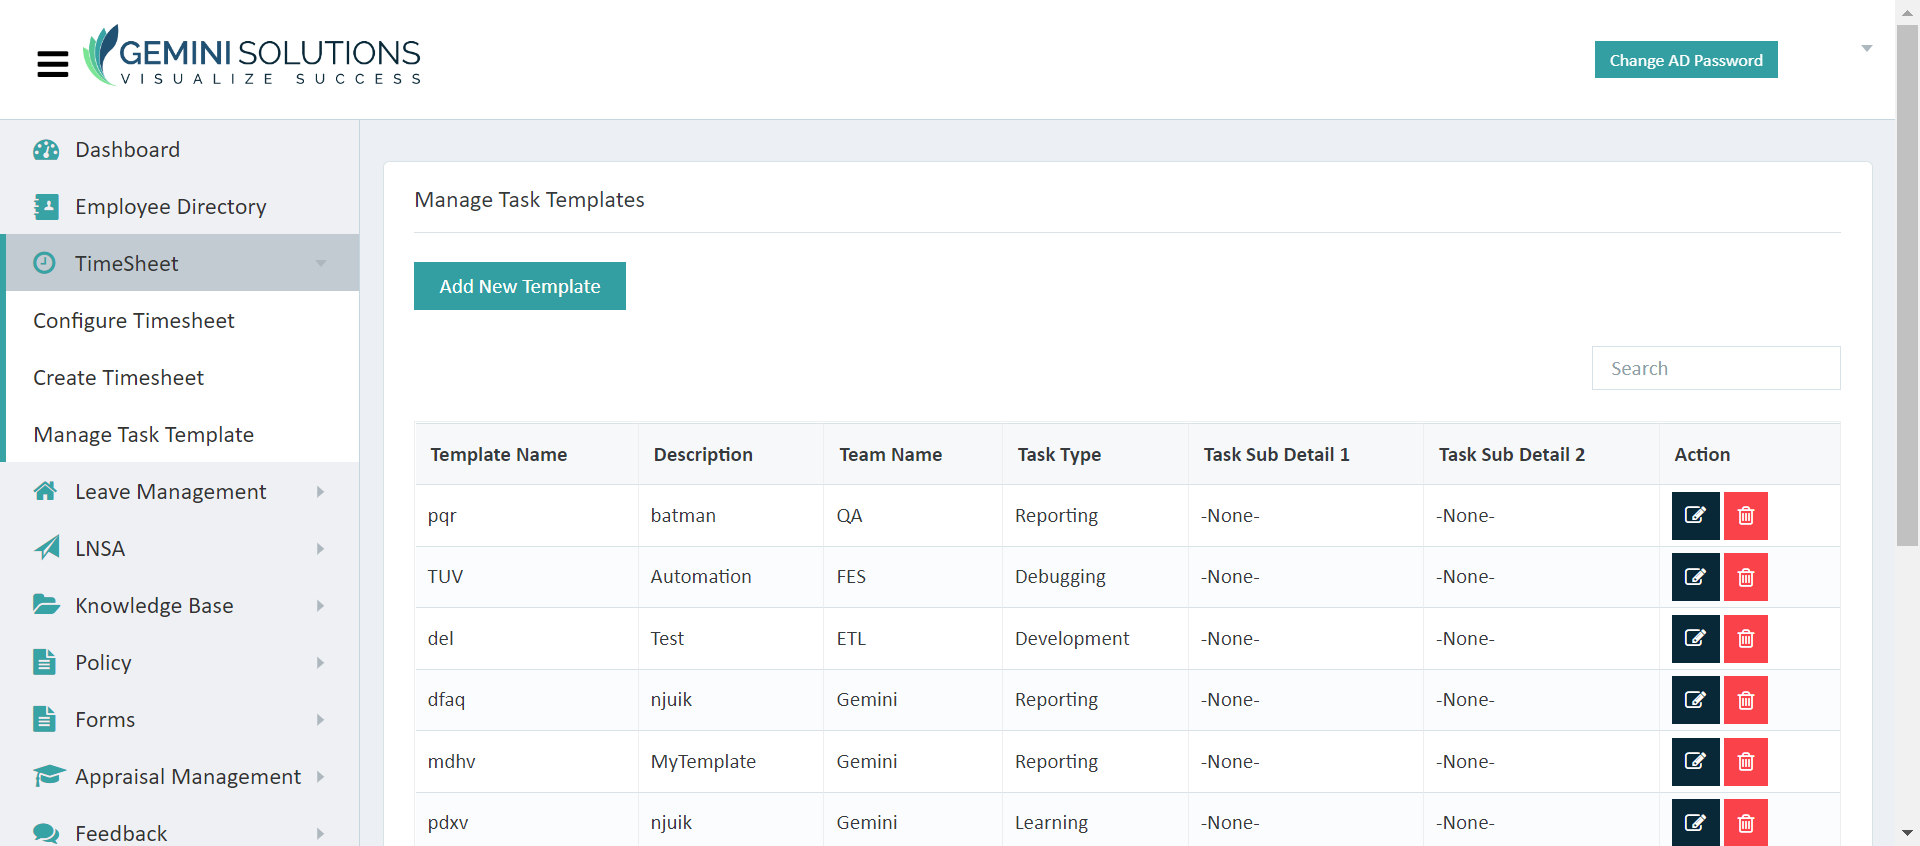 GEMINI SOLUTIONS
VISUALIZE SUCCESS
Change AD Password
Dashboard
Employee Directory
TimeSheet
Configure Timesheet
Create Timesheet
Manage Task Template
Leave Management
LNSA
Knowledge Base
Policy
Forms
Appraisal Management
Feedback
Manage Task Templates
Add New Template
Search
Template Name Description Team Name Task Type Task Sub Detail 1 Task Sub Detail 2 Action
pqr batman QA Reporting -None- -None-
TUV Automation FES Debugging -None- -None-
del Test ETL Development -None- -None-
dfaq njuik Gemini Reporting -None- -None-
mdhv MyTemplate Gemini Reporting -None- -None-
pdxv njuik Gemini Learning -None- -None-